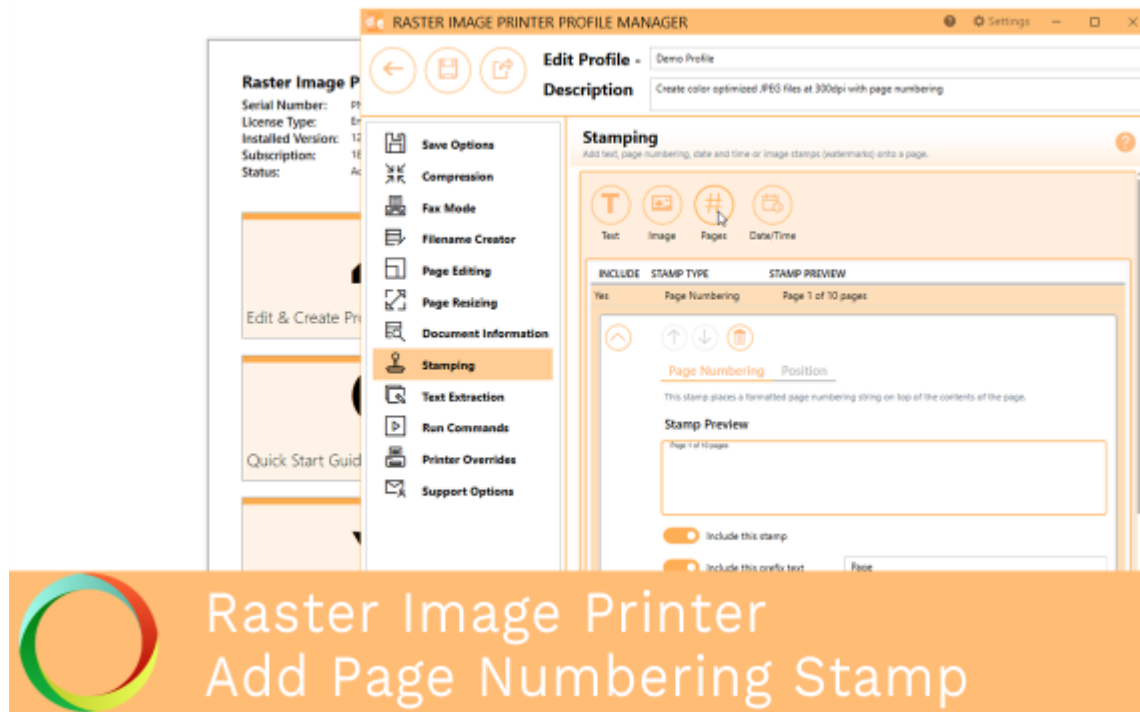 RASTER IMAGE PRINTER PROFILE MANAGER
Settings
Edit Profile - Demo Profile
Description Create color optimized JPEG files at 300dpi with page numbering
Raster Image P
Serial Number:
License Type:
Installed Version: 12
Subscription:
Status:
Edit & Create Pr
Quick Start Guid
Save Options
Compression
Fax Mode
Filename Creator
Page Editing
Page Resizing
Document Information
Stamping
Text Extraction
Run Commands
Printer Overrides
Support Options
Stamping
Add text, page numbering, date and time or image stamps (watermarks) onto a page.
Text Image Pages Date/Time
INCLUDE STAMP TYPE STAMP PREVIEW
Yes Page Numbering Page 1 of 10 pages
Page Numbering Position
This stamp places a formatted page numbering string on top of the contents of the page.
Stamp Preview
Page 1 of 10 pages
Include this stamp
Include this prefix text Page
Raster Image Printer
Add Page Numbering Stamp